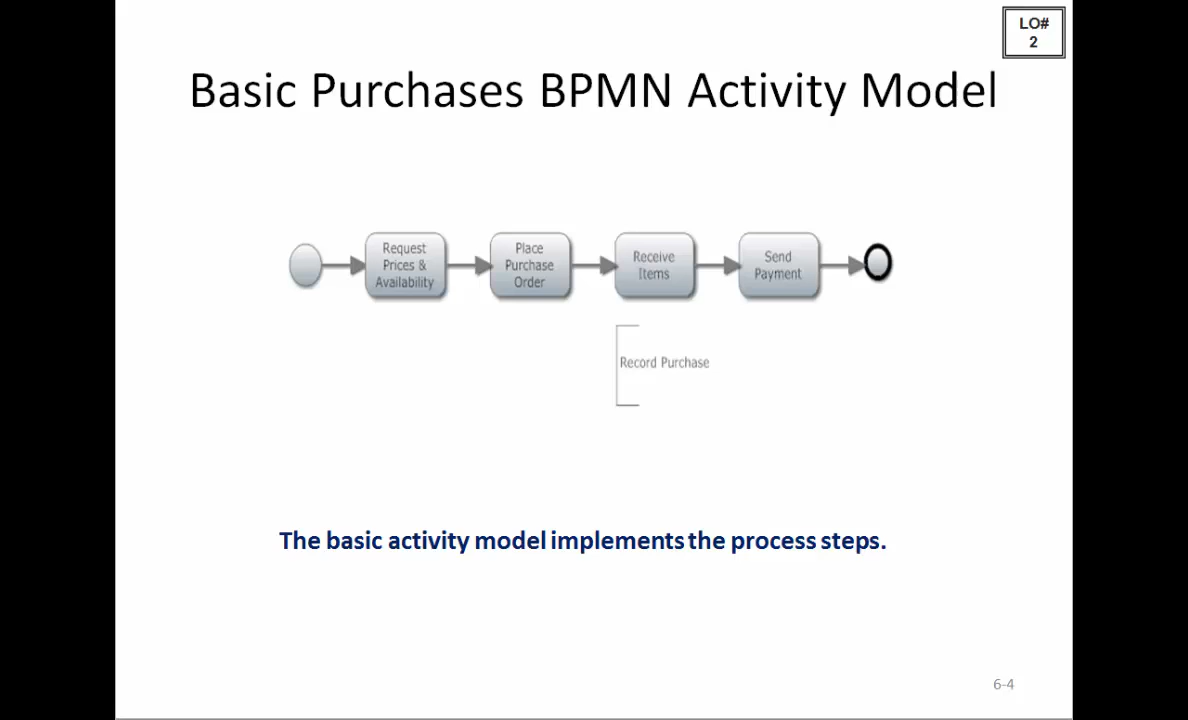 LO#
2
Basic Purchases BPMN Activity Model
Request
Prices &
Availability
Place
Purchase
Order
Receive
Items
Send
Payment
Record Purchase
The basic activity model implements the process steps.
6-4